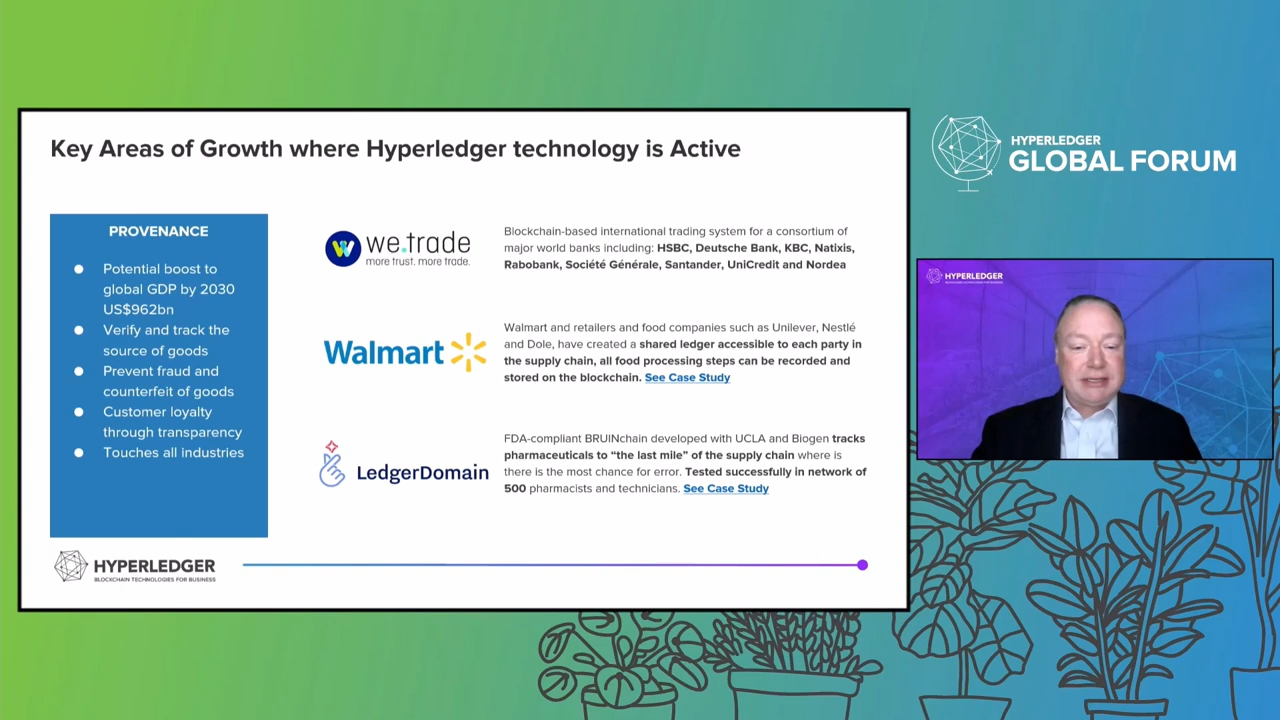 Key Areas of Growth where Hyperledger technology is Active
PROVENANCE
● Potential boost to
global GDP by 2030
US$962bn
● Verify and track the
source of goods
● Prevent fraud and
counterfeit of goods
● Customer loyalty
through transparency
● Touches all industries
we.trade
more trust. more trade.
Blockchain-based international trading system for a consortium of
major world banks including: HSBC, Deutsche Bank, KBC, Natixis,
Rabobank, Société Générale, Santander, UniCredit and Nordea
Walmart
Walmart and retailers and food companies such as Unilever, Nestlé
and Dole, have created a shared ledger accessible to each party in
the supply chain, all food processing steps can be recorded and
stored on the blockchain. See Case Study
LedgerDomain
FDA-compliant BRUINchain developed with UCLA and Biogen tracks
pharmaceuticals to “the last mile” of the supply chain where is
there is the most chance for error. Tested successfully in network of
500 pharmacists and technicians. See Case Study
HYPERLEDGER
BLOCKCHAIN TECHNOLOGIES FOR BUSINESS
HYPERLEDGER
GLOBAL FORUM
HYPERLEDGER